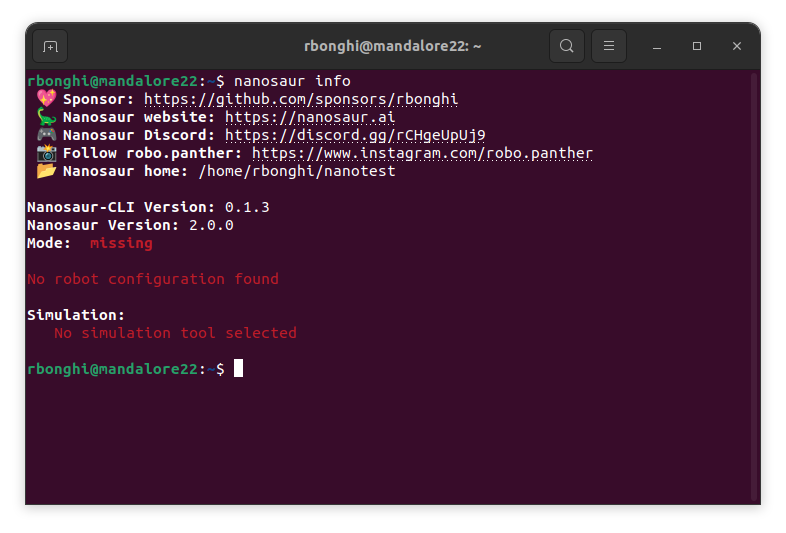 rbonghi@mandalore22: ~
rbonghi@mandalore22:~$ nanosaur info
💖 Sponsor: https://github.com/sponsors/rbonghi
🦕 Nanosaur website: https://nanosaur.ai
🎮 Nanosaur Discord: https://discord.gg/rCHgeUpUj9
📸 Follow robo.panther: https://www.instagram.com/robo.panther
📂 Nanosaur home: /home/rbonghi/nanotest
Nanosaur-CLI Version: 0.1.3
Nanosaur Version: 2.0.0
Mode: missing
No robot configuration found
Simulation:
No simulation tool selected
rbonghi@mandalore22:~$